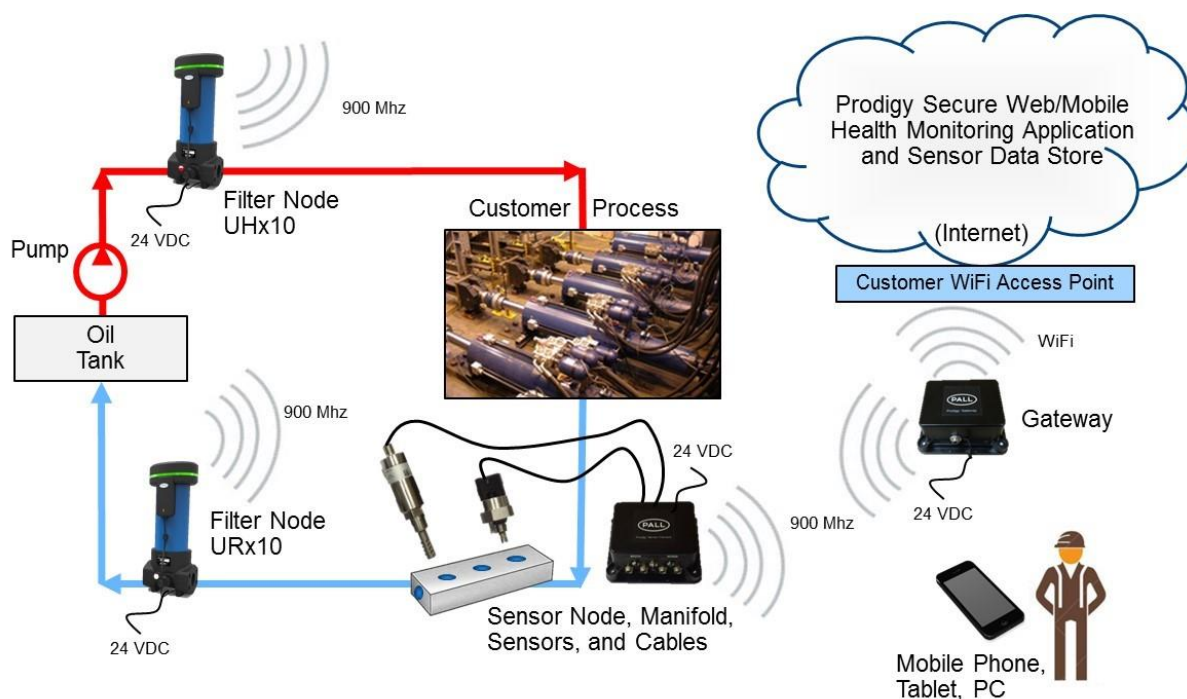 900 Mhz
Filter Node
UHx10
24 VDC
Pump
Oil
Tank
Customer Process
Prodigy Secure Web/Mobile
Health Monitoring Application
and Sensor Data Store
(Internet)
Customer WiFi Access Point
WiFi
PALL
Prodigy Gateway
Gateway
24 VDC
900 Mhz
Filter Node
URx10
24 VDC
24 VDC
PALL
900 Mhz
Sensor Node, Manifold,
Sensors, and Cables
Mobile Phone,
Tablet, PC